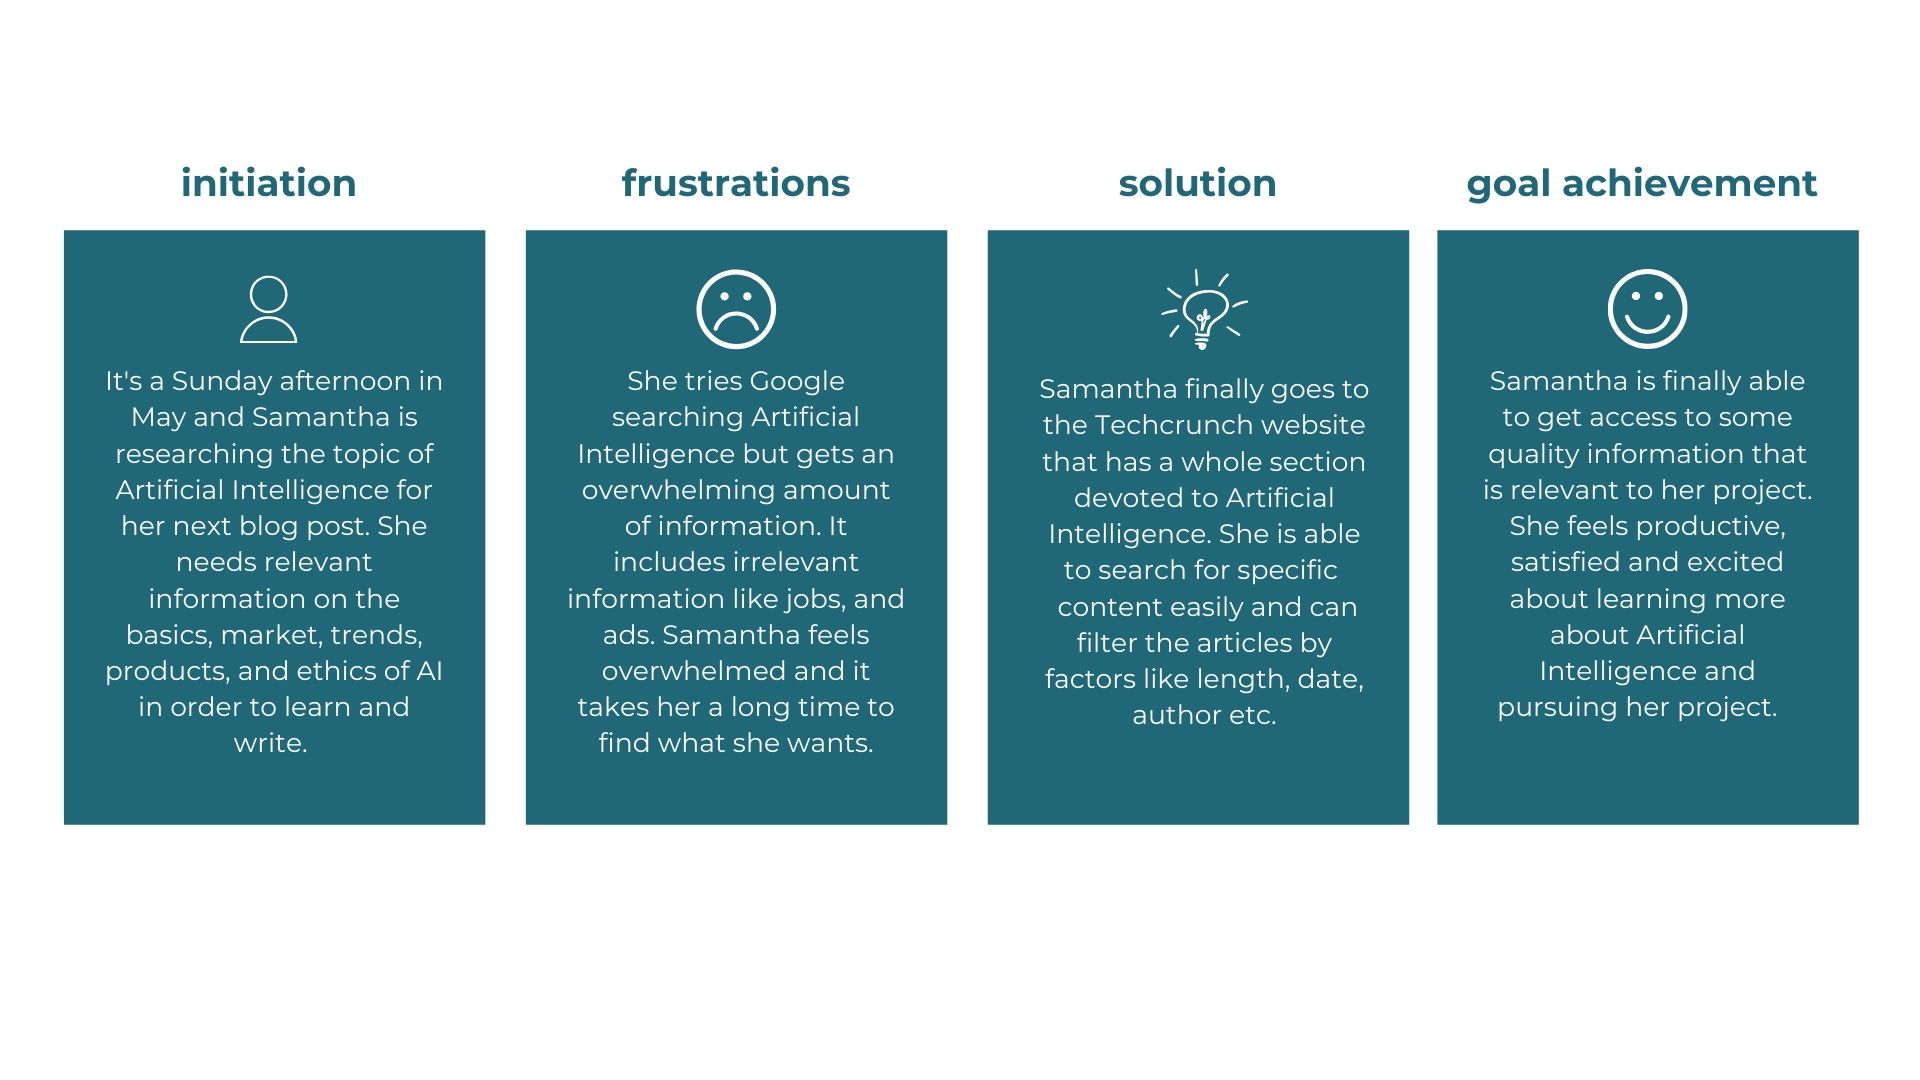 initiation
It's a Sunday afternoon in
May and Samantha is
researching the topic of
Artificial Intelligence for
her next blog post. She
needs relevant
information on the
basics, market, trends,
products, and ethics of AI
in order to learn and
write.
frustrations
She tries Google
searching Artificial
Intelligence but gets an
overwhelming amount
of information. It
includes irrelevant
information like jobs, and
ads. Samantha feels
overwhelmed and it
takes her a long time to
find what she wants.
solution
Samantha finally goes to
the Techcrunch website
that has a whole section
devoted to Artificial
Intelligence. She is able
to search for specific
content easily and can
filter the articles by
factors like length, date,
author etc.
goal achievement
Samantha is finally able
to get access to some
quality information that
is relevant to her project.
She feels productive,
satisfied and excited
about learning more
about Artificial
Intelligence and
pursuing her project.